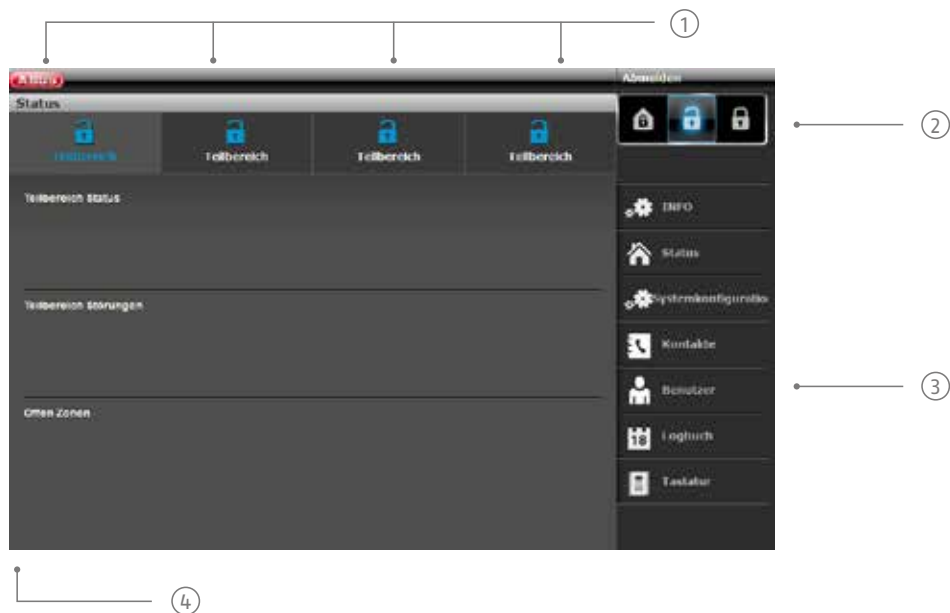 1
Abmelden
Status
2
Teilbereich
Teilbereich
Teilbereich
Teilbereich
Teilbereich Status
INFO
Status
Teilbereich Störungen
Systemkonfiguratio
Kontakte
3
Benutzer
Offen Zonen
18
Logbuch
Tastatur
4